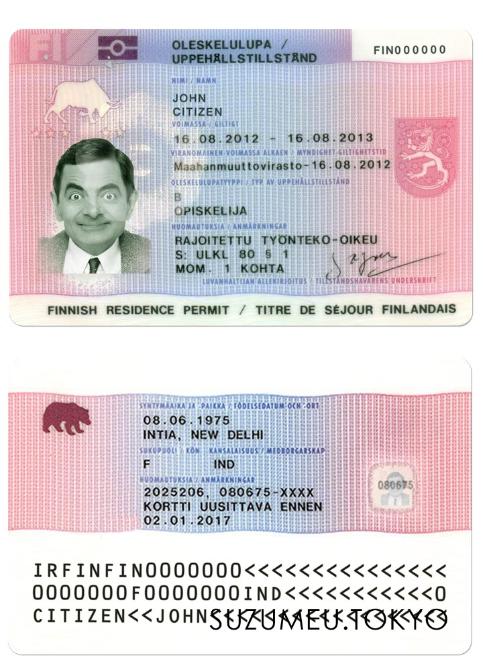 OLESKELULUPA /
UPPEHÅLLSTILLSTÅND
FIN000000
NIMI / NAMN
JOHN
CITIZEN
VOIMASSA / GILTIGT
16.08.2012 - 16.08.2013
VIRANOMAINEN-VOIMASSA ALKAEN / MYNDIGHET-GILTIGHETSTID
Maahanmuuttovirasto-16.08.2012
OLESKELULUPATYYPPI / TYP AV UPPEHÅLLSTILLSTÅND
B
OPISKELIJA
HUOMAUTUKSIA / ANMÄRKNINGAR
RAJOITETTU TYÖNTEKO-OIKEU
S: ULKL 80 § 1
MOM. 1 KOHTA
LUVANHALTIJAN ALLEKIRJOITUS / TILLSTÅNDSHAVARENS UNDERSKRIFT
FINNISH RESIDENCE PERMIT / TITRE DE SÉJOUR FINLANDAIS
SYNTYMÄAIKA JA -PAIKKA / FÖDELSEDATUM OCH -ORT
08.06.1975
INTIA, NEW DELHI
SUKUPUOLI / KÖN KANSALAISUUS / MEDBORGARSKAP
F IND
HUOMAUTUKSIA / ANMÄRKNINGAR
2025206, 080675-XXXX
KORTTI UUSITTAVA ENNEN
02.01.2017
080675
IRFINFIN0000000<<<<<<<<<<<<<<<
0000000F0000000IND<<<<<<<<<<<0
CITIZEN<<JOHN<<<<<<<<<<<<<<<<<
SUZUMEU.TOKYO